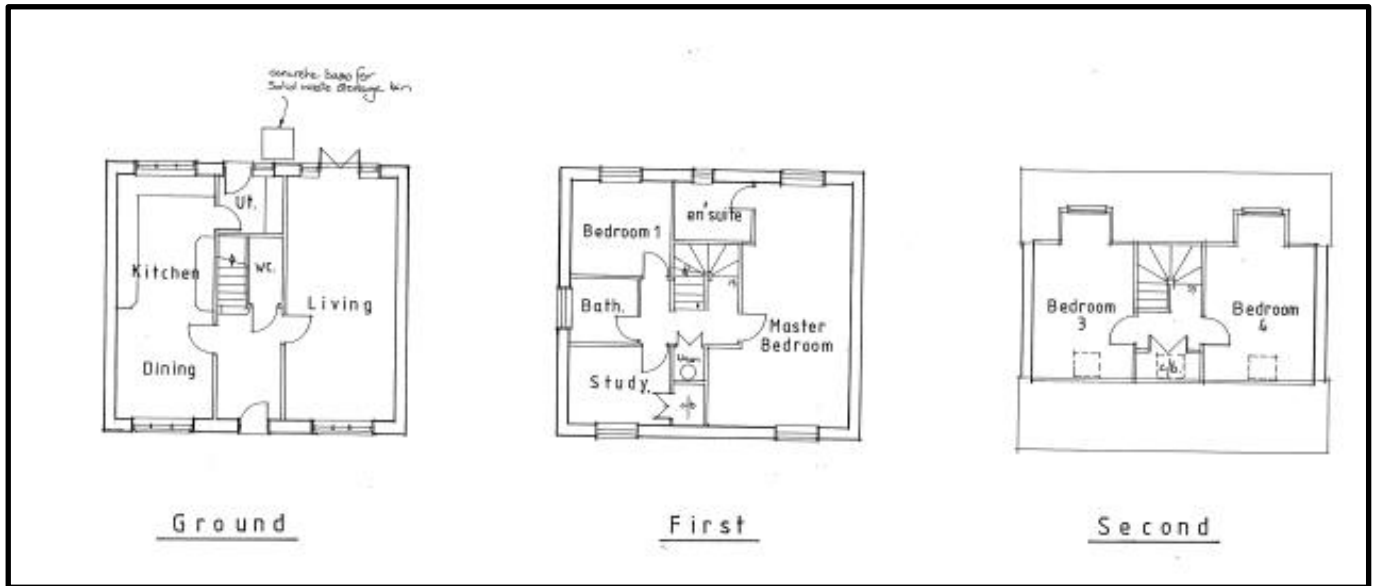 concrete base for
solid waste storage bin
Ut.
Kitchen
wc.
Living
Dining
Ground
Bedroom 1
en'suite
Bath.
Master
Bedroom
Study.
First
Bedroom
3
Bedroom
4
c/b.
Second